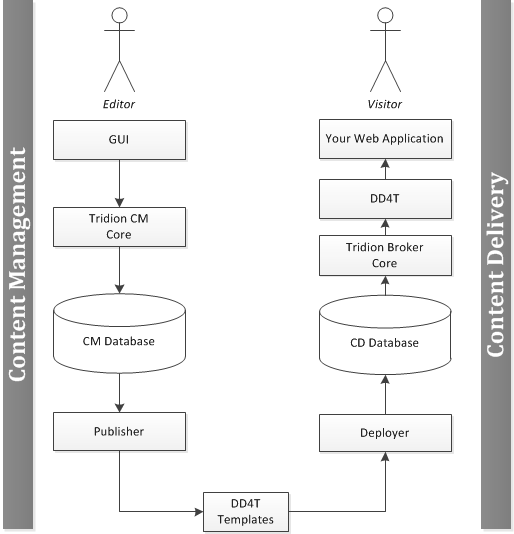 Content Management
Editor
GUI
Tridion CM
Core
CM Database
Publisher
DD4T
Templates
Visitor
Your Web Application
DD4T
Tridion Broker
Core
CD Database
Deployer
Content Delivery